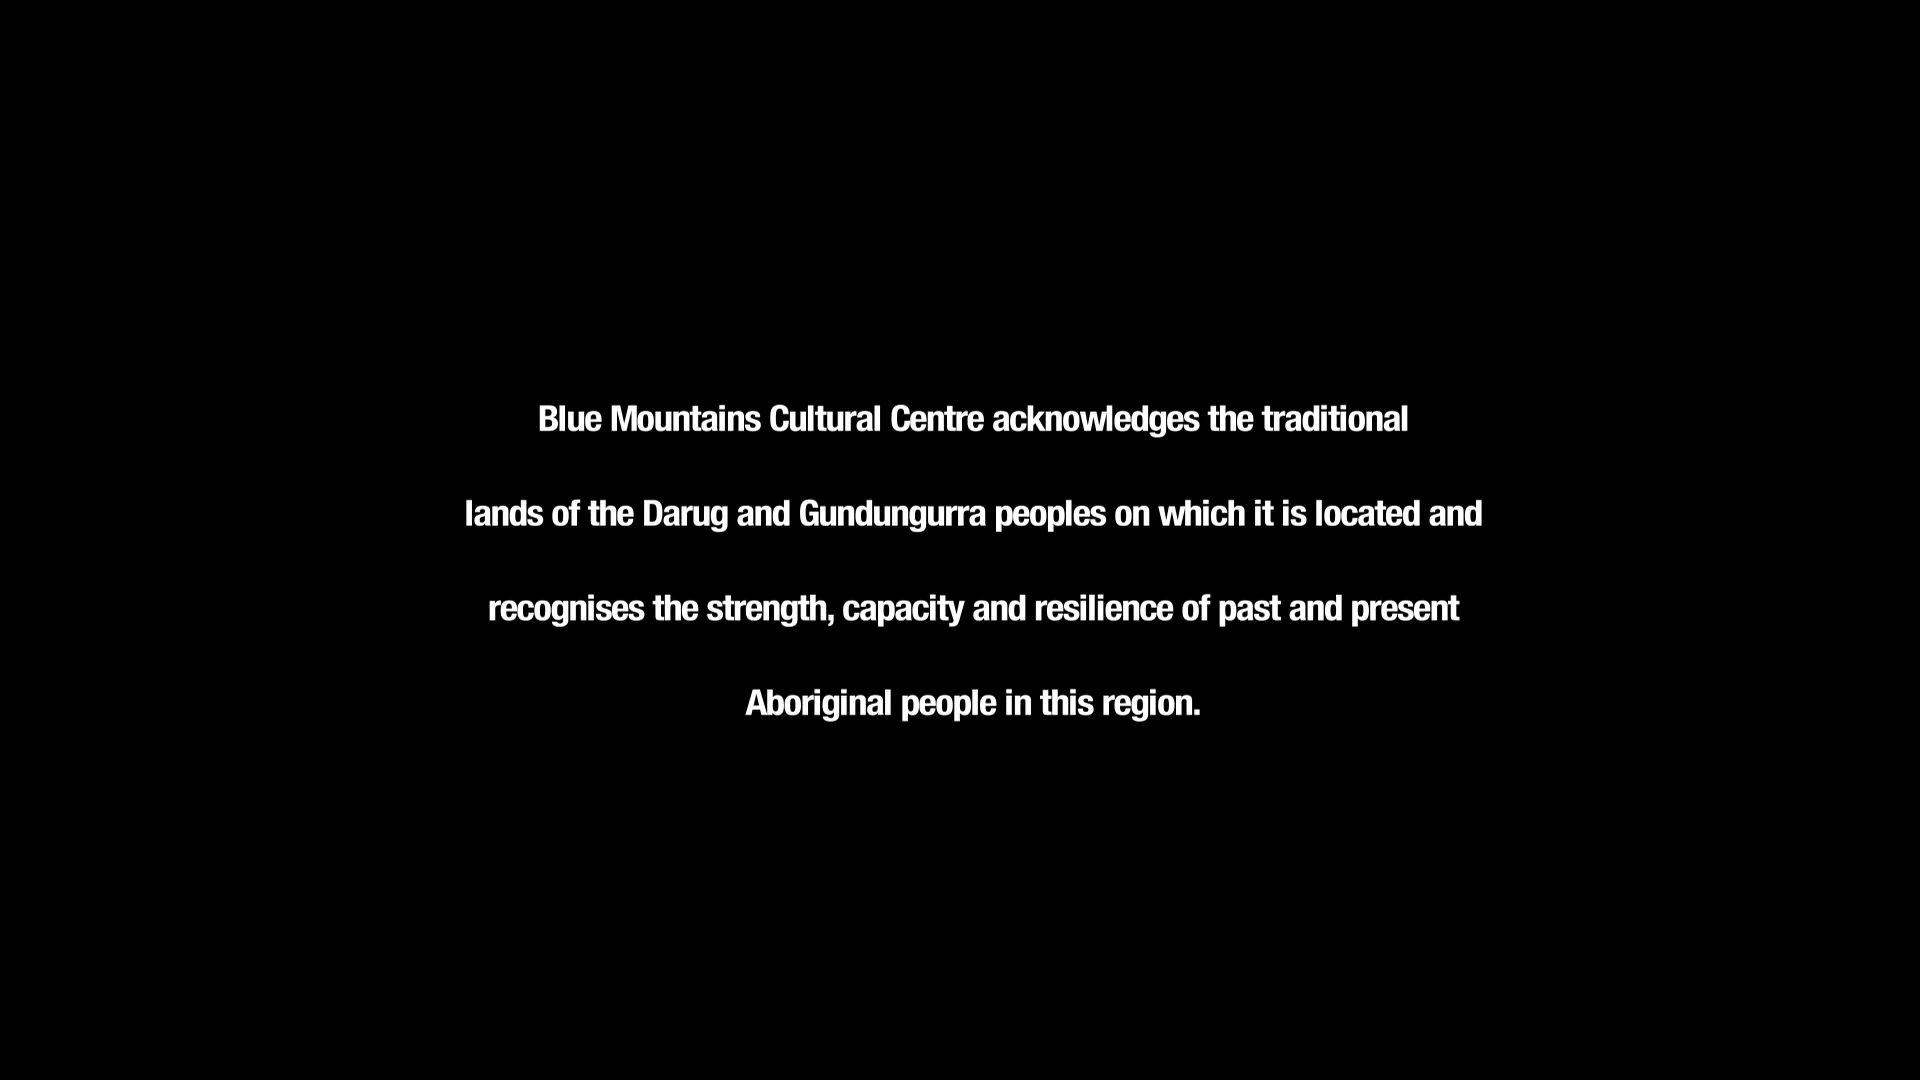 Blue Mountains Cultural Centre acknowledges the traditional
lands of the Darug and Gundungurra peoples on which it is located and
recognises the strength, capacity and resilience of past and present
Aboriginal people in this region.